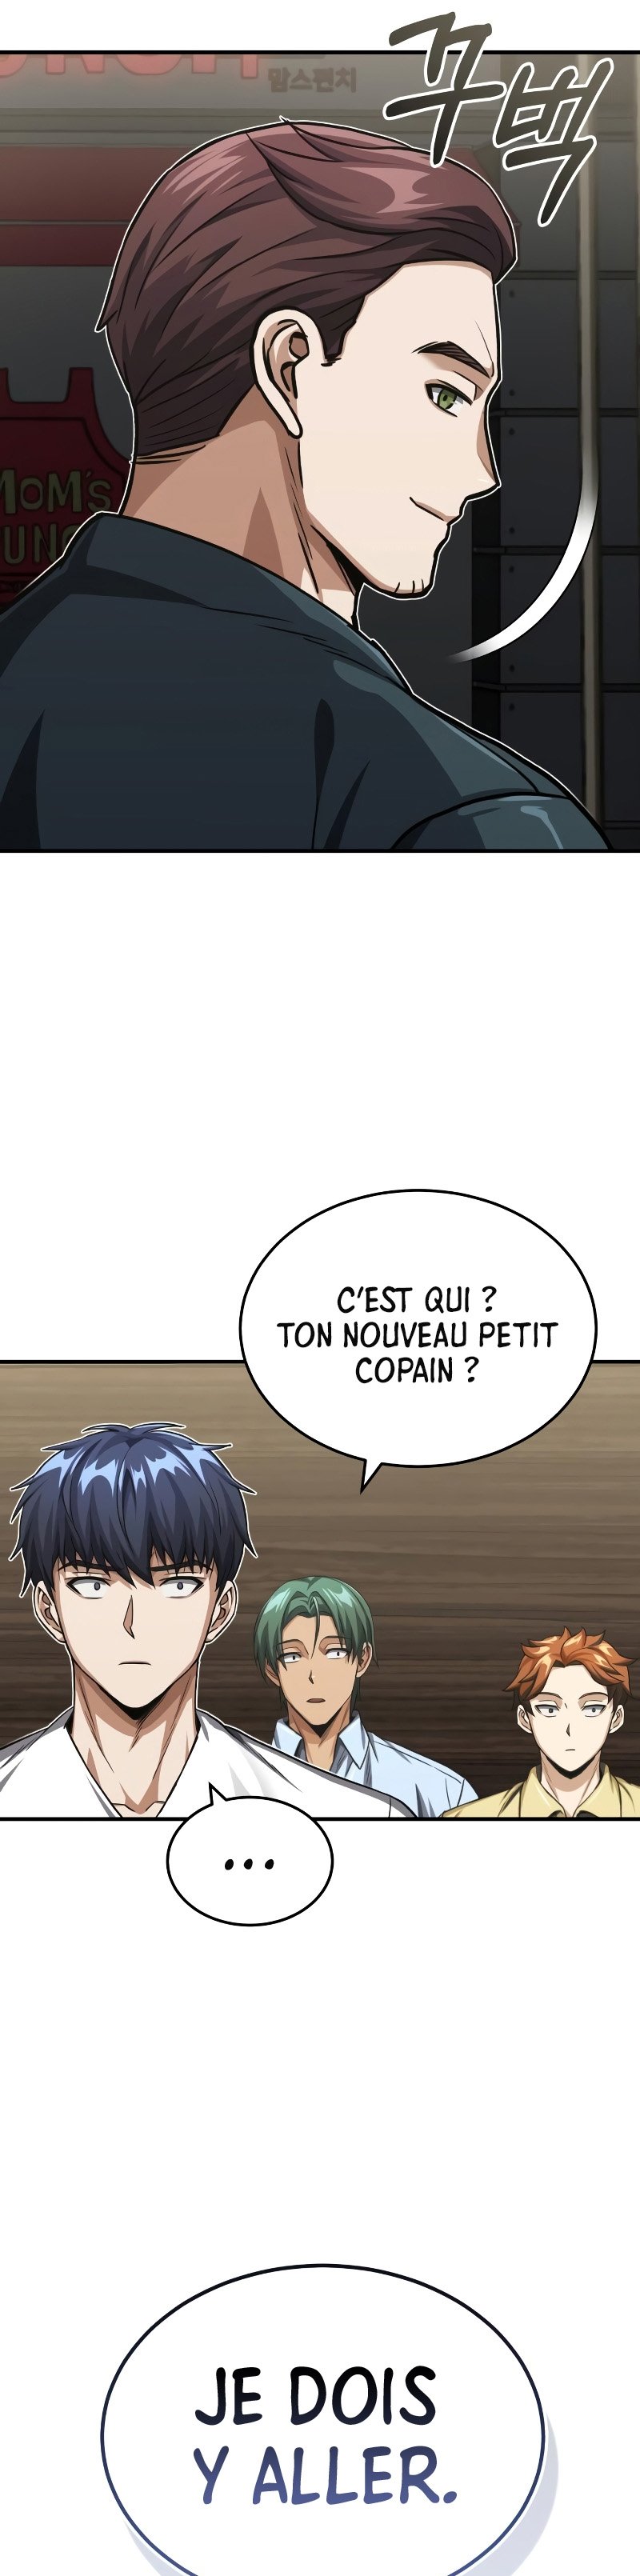 맘스펀치
꾸벅
MOM'S
C'EST QUI ?
TON NOUVEAU PETIT
COPAIN ?
...
JE DOIS
Y ALLER.